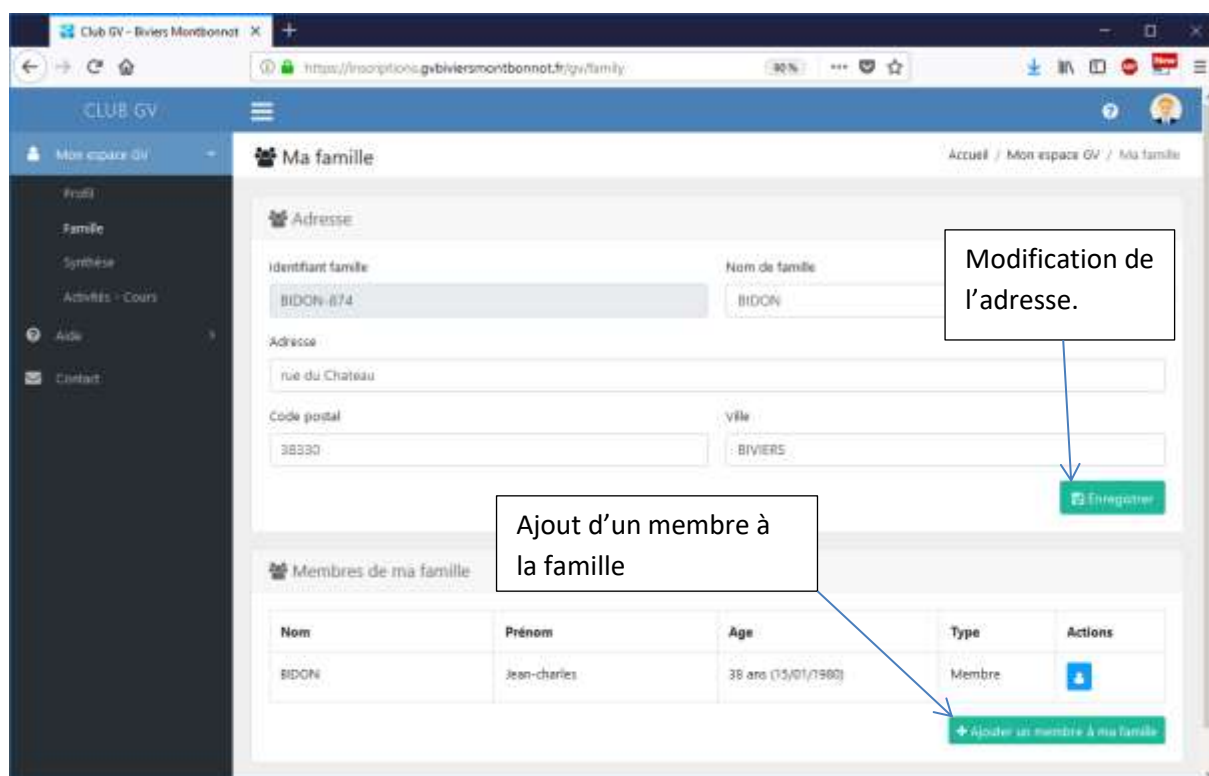 Club GV - Biviers Montbonnot
https://inscriptions.gvbiviersmontbonnot.fr/gv/family
90 %
CLUB GV
Mon espace GV
Ma famille
Accueil / Mon espace GV / Ma famille
Profil
Famille
Synthèse
Activités - Cours
Aide
Contact
Adresse
Identifiant famille
Nom de famille
BIDON-874
BIDON
Modification de
l’adresse.
Adresse
rue du Chateau
Code postal
Ville
38330
BIVIERS
Enregistrer
Ajout d’un membre à
la famille
Membres de ma famille
Nom
Prénom
Age
Type
Actions
BIDON
Jean-charles
38 ans (15/01/1980)
Membre
Ajouter un membre à ma famille